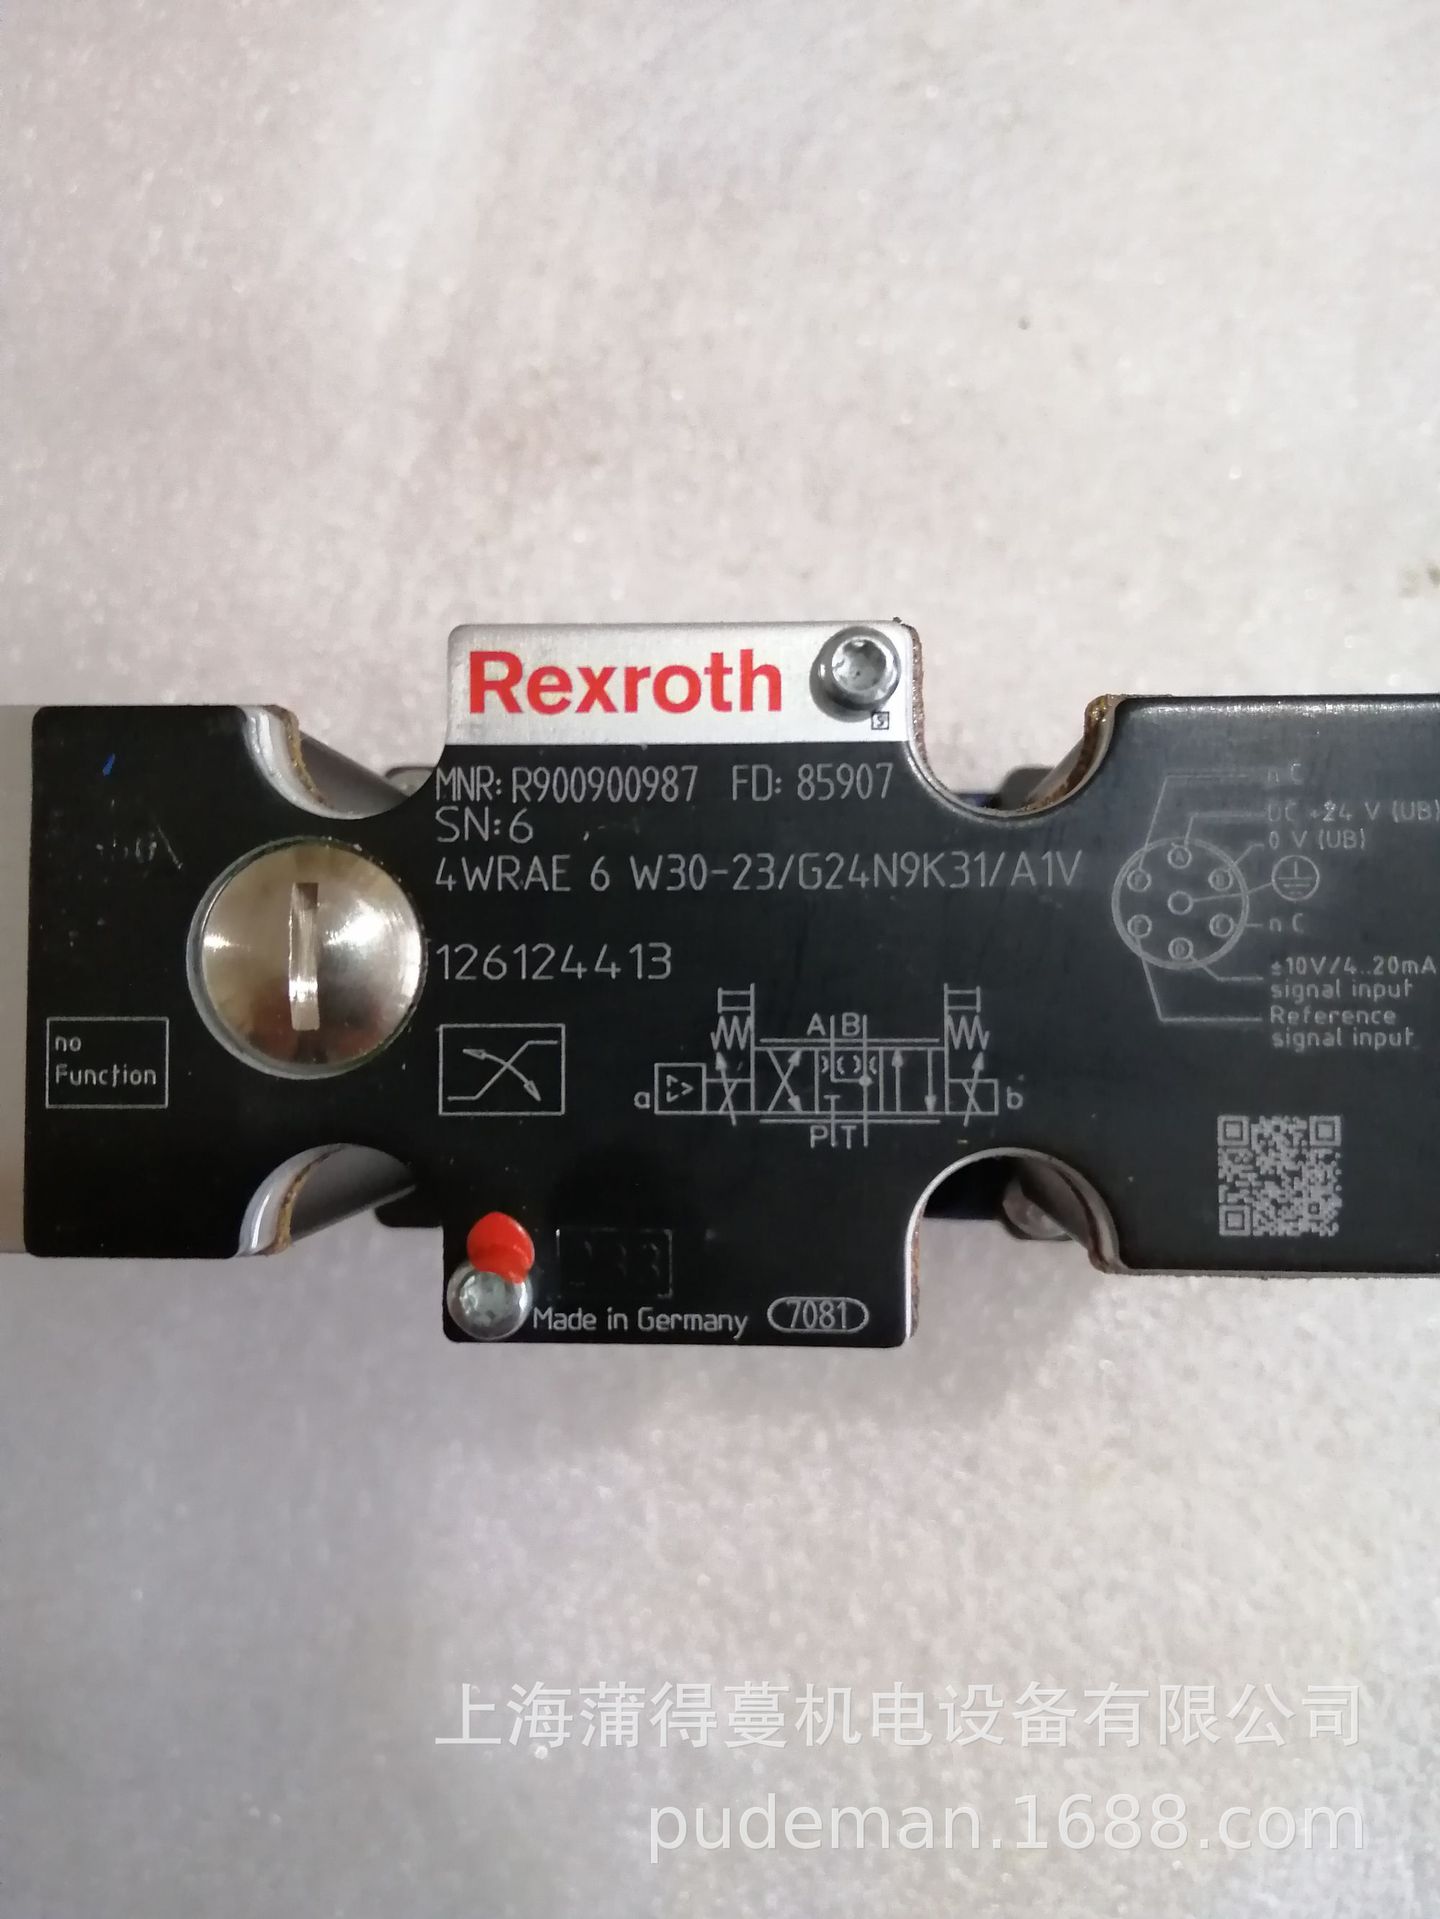 Rexroth
S
MNR: R900900987 FD: 85907
SN: 6
4WRAE 6 W30-23/G24N9K31/A1V
126124413
no
Function
A B
a b
P T
T
n C
DC +24 V (UB)
0 V (UB)
n C
±10V/4..20mA
signal input
Reference
signal input
A
B
C
D
E
F
Made in Germany 7081
上海蒲得蔓机电设备有限公司
pudeman.1688.com